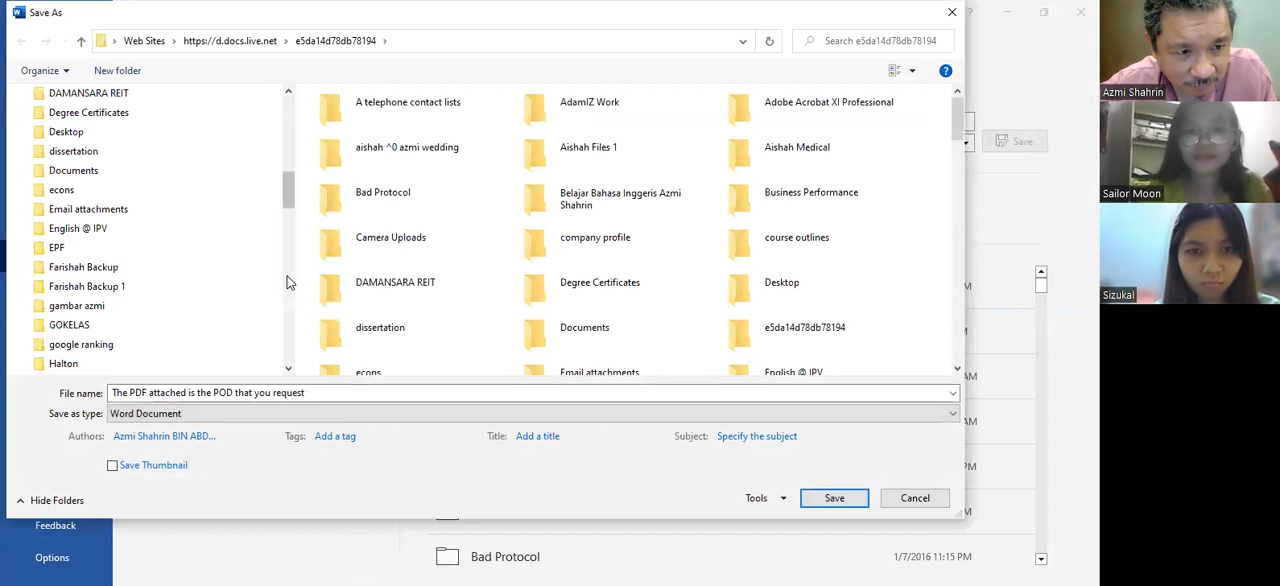 Save As
Web Sites > https://d.docs.live.net > e5da14d78db78194 >
Search e5da14d78db78194
Organize
New folder
DAMANSARA REIT
Degree Certificates
Desktop
dissertation
Documents
econs
Email attachments
English @ IPV
EPF
Farishah Backup
Farishah Backup 1
gambar azmi
GOKELAS
google ranking
Halton
A telephone contact lists
AdamIZ Work
Adobe Acrobat XI Professional
aishah ^0 azmi wedding
Aishah Files 1
Aishah Medical
Bad Protocol
Belajar Bahasa Inggeris Azmi
Shahrin
Business Performance
Camera Uploads
company profile
course outlines
DAMANSARA REIT
Degree Certificates
Desktop
dissertation
Documents
e5da14d78db78194
econs
Email attachments
English @ IPV
File name: The PDF attached is the POD that you request
Save as type: Word Document
Authors: Azmi Shahrin BIN ABD...
Tags: Add a tag
Title: Add a title
Subject: Specify the subject
Save Thumbnail
Hide Folders
Tools
Save
Cancel
Feedback
Options
Bad Protocol
1/7/2016 11:15 PM
Save
Azmi Shahrin
Sailor Moon
Sizukal